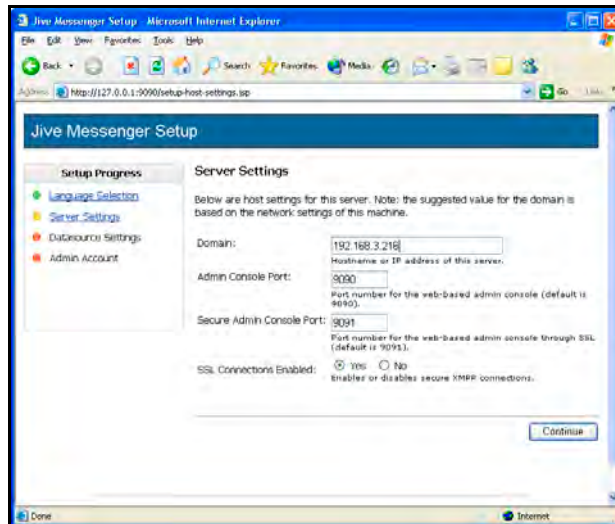 Jive Messenger Setup - Microsoft Internet Explorer
File Edit View Favorites Tools Help
Back Search Favorites Media
Address http://127.0.0.1:9090/setup-host-settings.jsp Go Links
Jive Messenger Setup
Setup Progress
Language Selection
Server Settings
Datasource Settings
Admin Account
Server Settings
Below are host settings for this server. Note: the suggested value for the domain is
based on the network settings of this machine.
Domain: 192.168.3.216
Hostname or IP address of this server.
Admin Console Port: 9090
Port number for the web-based admin console (default is
9090).
Secure Admin Console Port: 9091
Port number for the web-based admin console through SSL
(default is 9091).
SSL Connections Enabled: Yes No
Enables or disables secure XMPP connections.
Continue
Done Internet